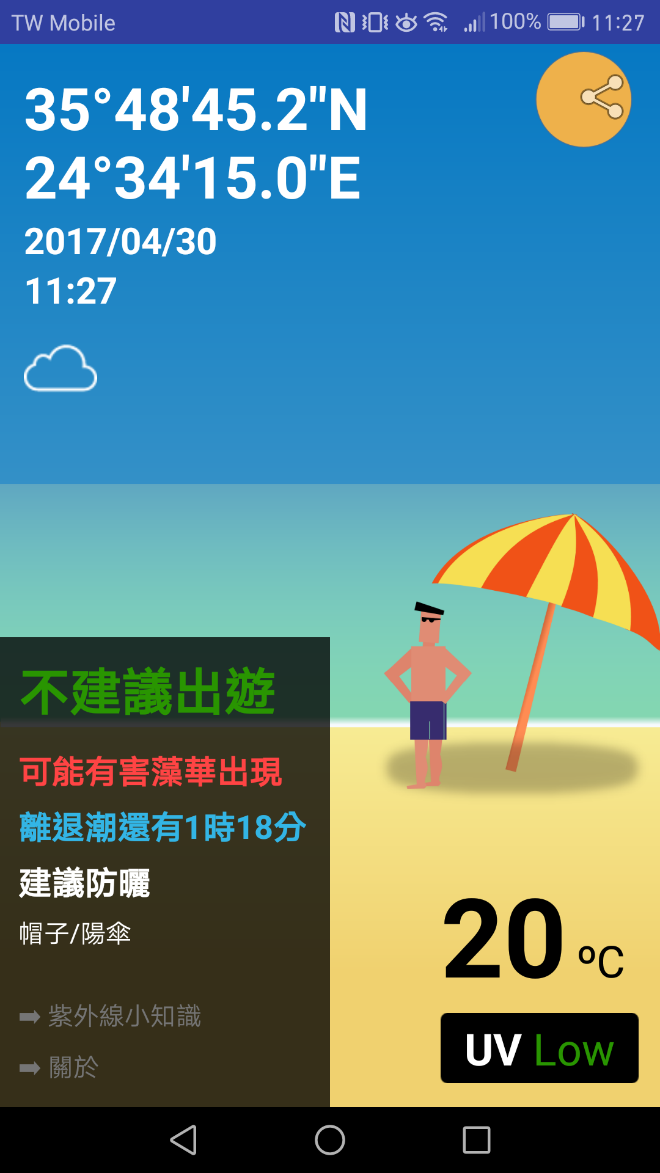 TW Mobile
100%
11:27
35°48'45.2"N
24°34'15.0"E
2017/04/30
11:27
不建議出遊
可能有害藻華出現
離退潮還有1時18分
建議防曬
帽子/陽傘
➡ 紫外線小知識
➡ 關於
20 ºC
UV Low